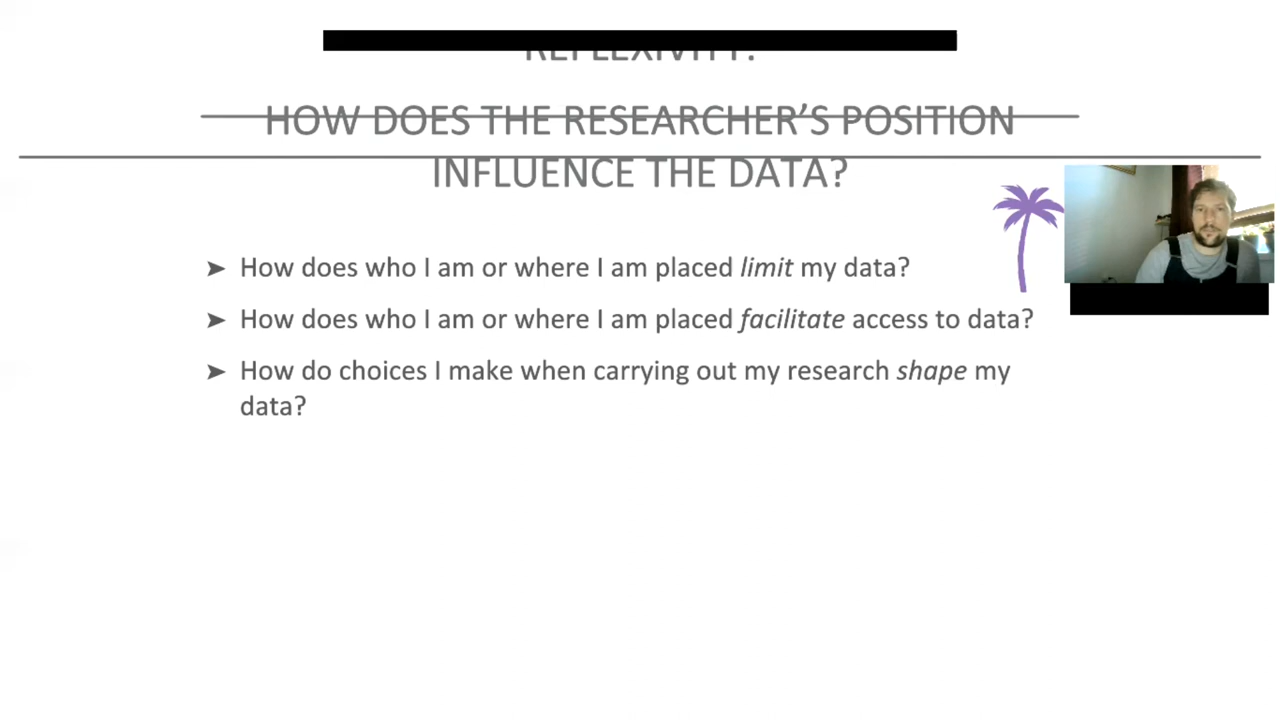 REFLEXIVITY:
HOW DOES THE RESEARCHER'S POSITION
INFLUENCE THE DATA?
➤ How does who I am or where I am placed limit my data?
➤ How does who I am or where I am placed facilitate access to data?
➤ How do choices I make when carrying out my research shape my
data?